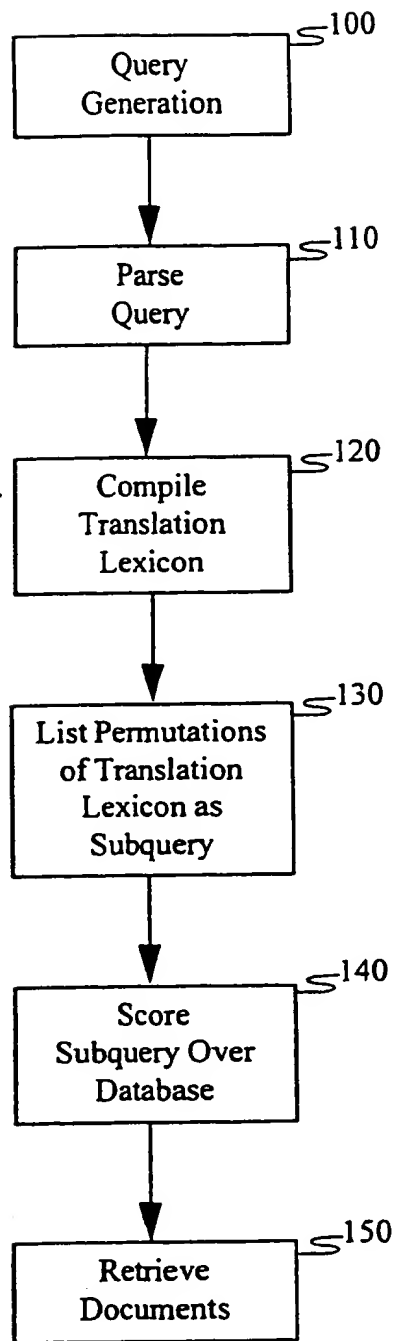 100
Query
Generation
110
Parse
Query
120
Compile
Translation
Lexicon
130
List Permutations
of Translation
Lexicon as
Subquery
140
Score
Subquery Over
Database
150
Retrieve
Documents